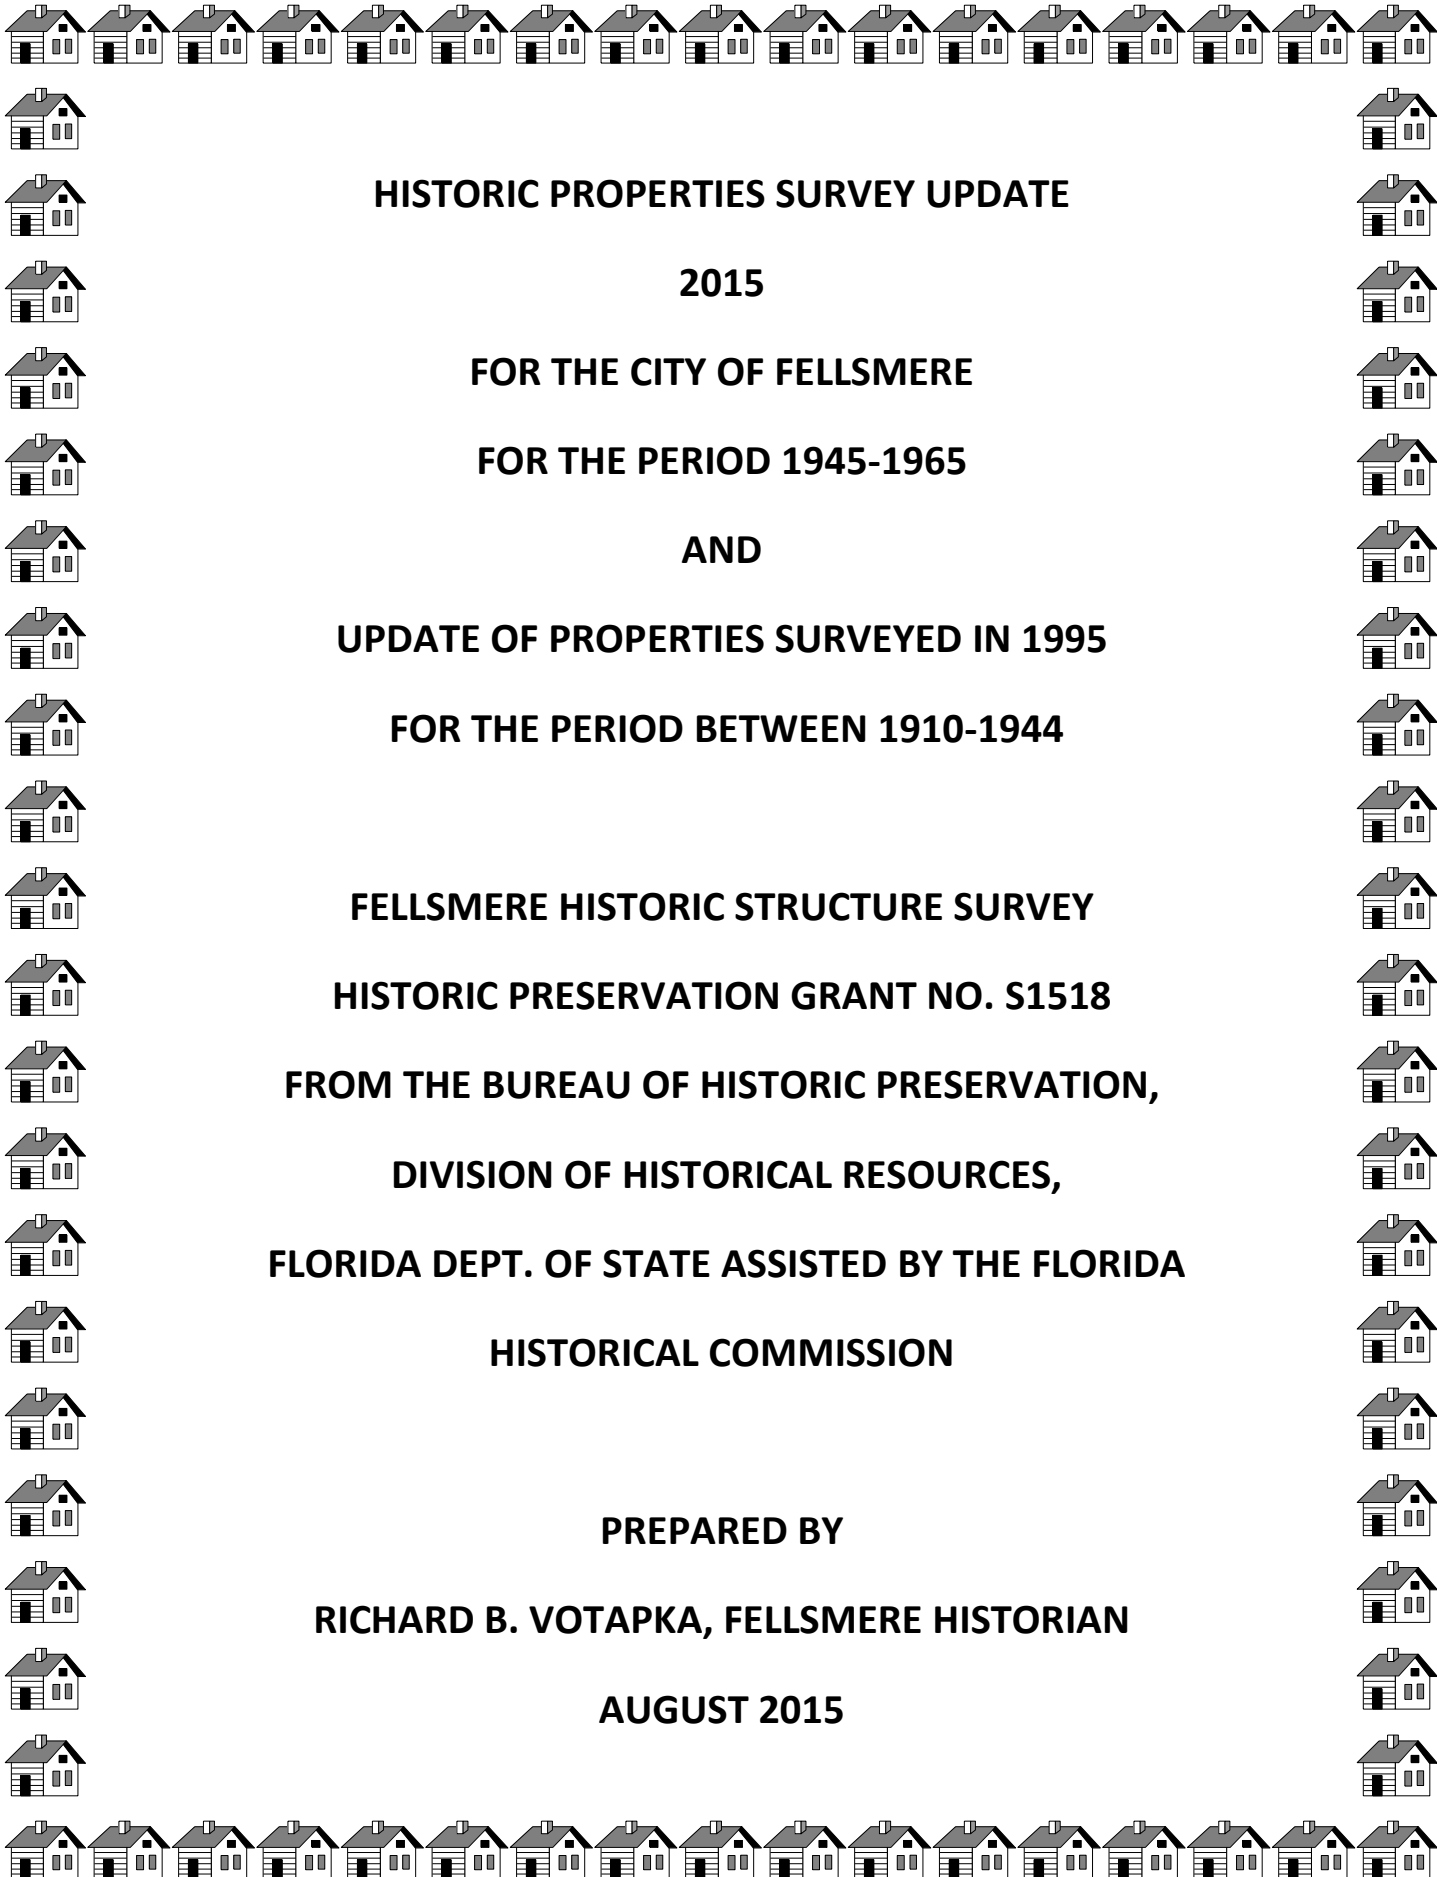 HISTORIC PROPERTIES SURVEY UPDATE
2015
FOR THE CITY OF FELLSMERE
FOR THE PERIOD 1945-1965
AND
UPDATE OF PROPERTIES SURVEYED IN 1995
FOR THE PERIOD BETWEEN 1910-1944
FELLSMERE HISTORIC STRUCTURE SURVEY
HISTORIC PRESERVATION GRANT NO. S1518
FROM THE BUREAU OF HISTORIC PRESERVATION,
DIVISION OF HISTORICAL RESOURCES,
FLORIDA DEPT. OF STATE ASSISTED BY THE FLORIDA
HISTORICAL COMMISSION
PREPARED BY
RICHARD B. VOTAPKA, FELLSMERE HISTORIAN
AUGUST 2015